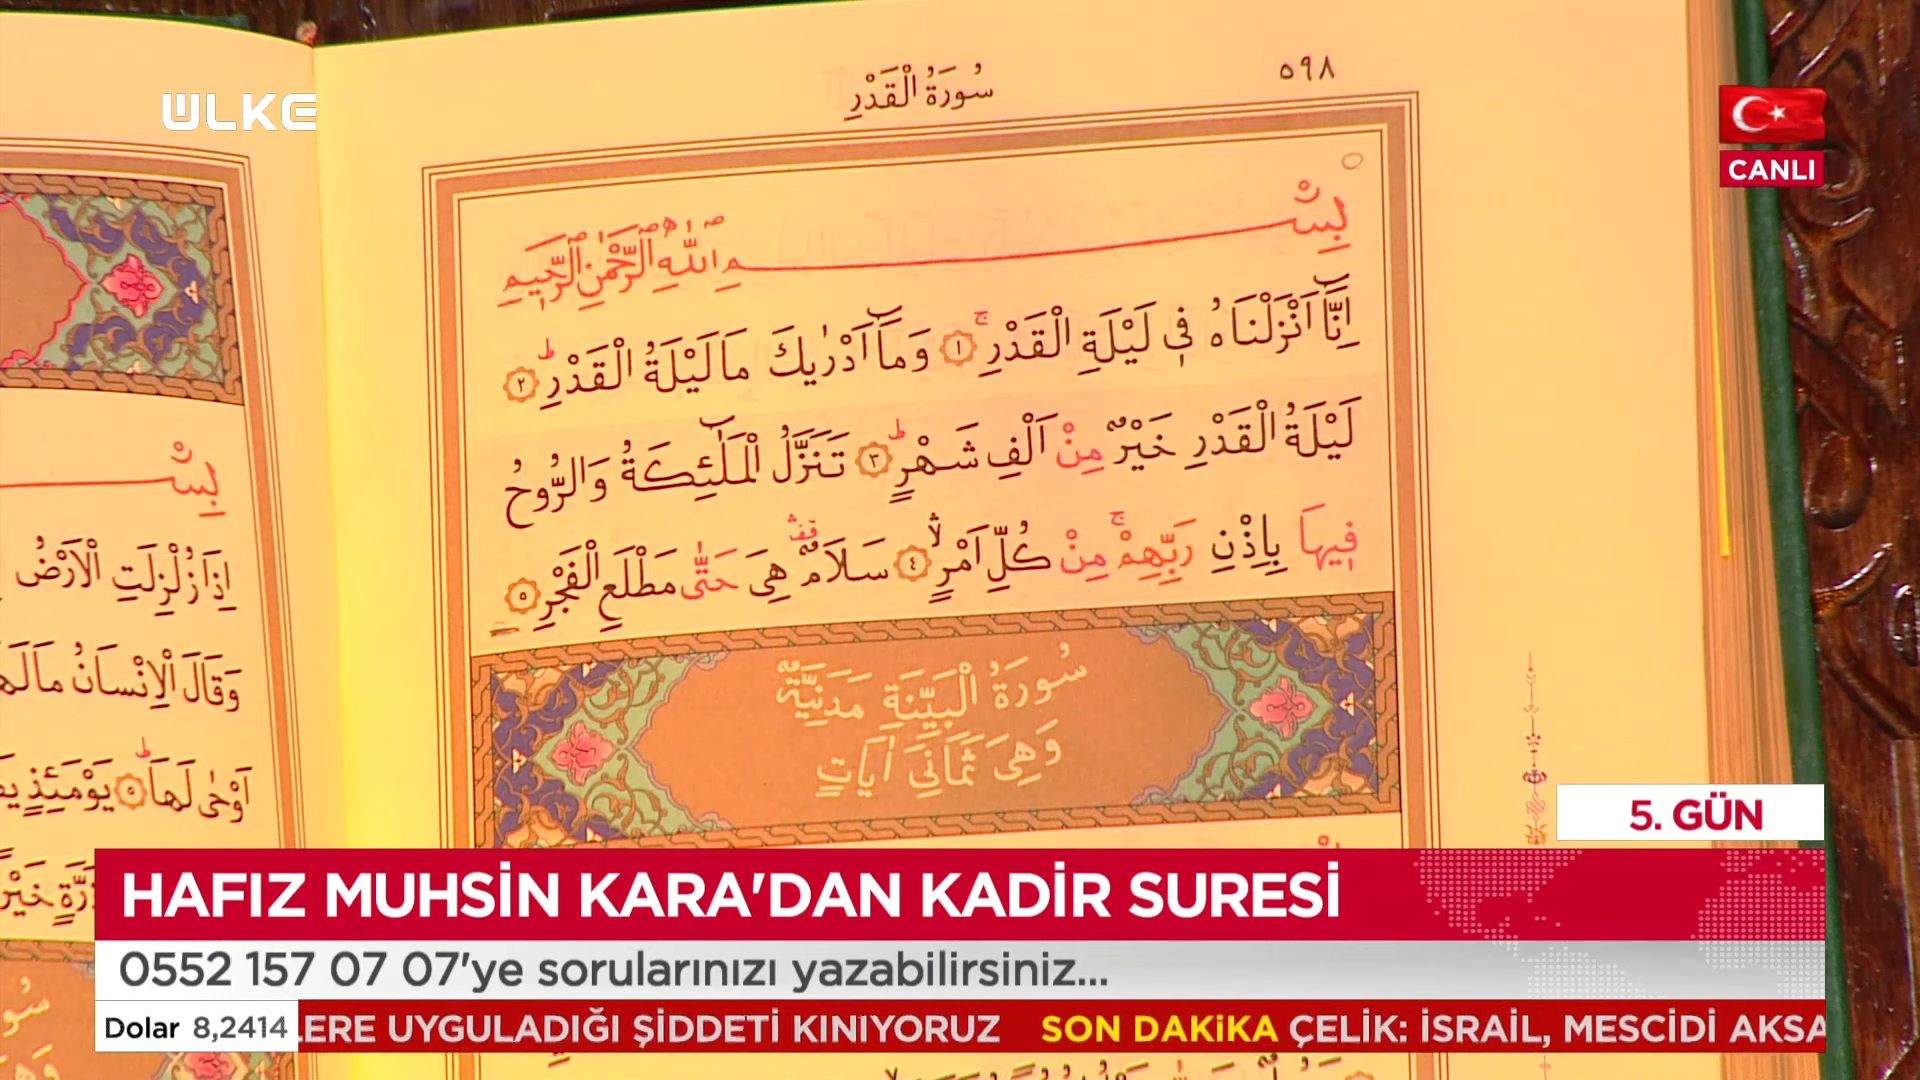 ÜLKE
سُورَةُ الْقَدْرِ
٥٩٨
CANLI
بِسْمِ اللّٰهِ الرَّحْمٰنِ الرَّحٖيمِ
اِنَّٓا اَنْزَلْنَاهُ فٖى لَيْلَةِ الْقَدْرِۚ ١ وَمَٓا اَدْرٰيكَ مَا لَيْلَةُ الْقَدْرِؕ ٢
لَيْلَةُ الْقَدْرِ خَيْرٌ مِنْ اَلْفِ شَهْرٍؕ ٣ تَنَزَّلُ الْمَلٰٓئِكَةُ وَالرُّوحُ
فٖيهَا بِاِذْنِ رَبِّهِمْۚ مِنْ كُلِّ اَمْرٍۙ ٤ سَلَامٌ هِىَ حَتّٰى مَطْلَعِ الْفَجْرِ ٥
سُورَةُ الْبَيِّنَةِ مَدَنِيَّةٌ
وَهِىَ ثَمَانِىَ اٰيَاتٍ
بِسْ
اِذَا زُلْزِلَتِ الْاَرْضُ
وَقَالَ الْاِنْسَانُ مَا لَهَا
اَوْحٰى لَهَاؕ ٥ يَوْمَئِذٍ
خَيْرًا
5. GÜN
HAFIZ MUHSİN KARA'DAN KADİR SURESİ
0552 157 07 07'ye sorularınızı yazabilirsiniz...
Dolar 8,2414 LERE UYGULADIĞI ŞİDDETİ KINIYORUZ SON DAKİKA ÇELİK: İSRAİL, MESCİDİ AKSA